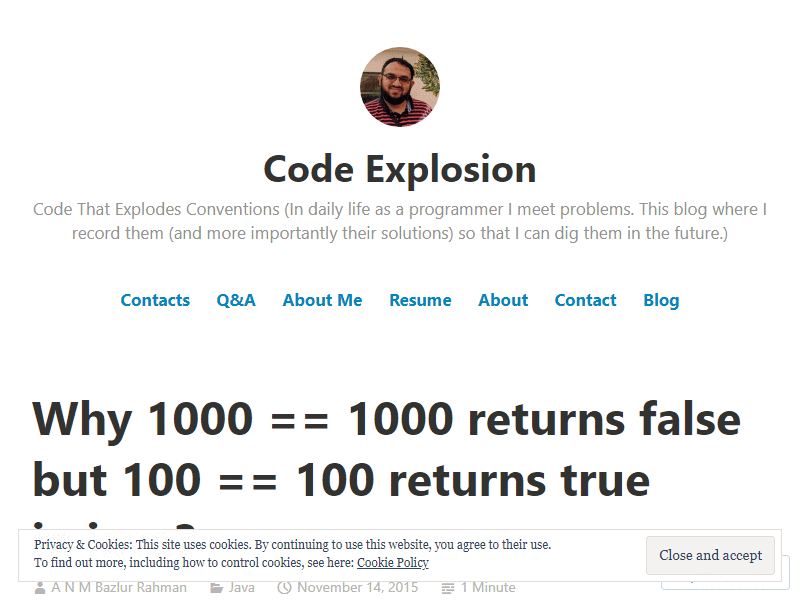 Code Explosion
Code That Explodes Conventions (In daily life as a programmer I meet problems. This blog where I
record them (and more importantly their solutions) so that I can dig them in the future.)
Contacts Q&A About Me Resume About Contact Blog
Why 1000 == 1000 returns false
but 100 == 100 returns true
Privacy & Cookies: This site uses cookies. By continuing to use this website, you agree to their use.
To find out more, including how to control cookies, see here: Cookie Policy
Close and accept
A N M Bazlur Rahman Java November 14, 2015 1 Minute